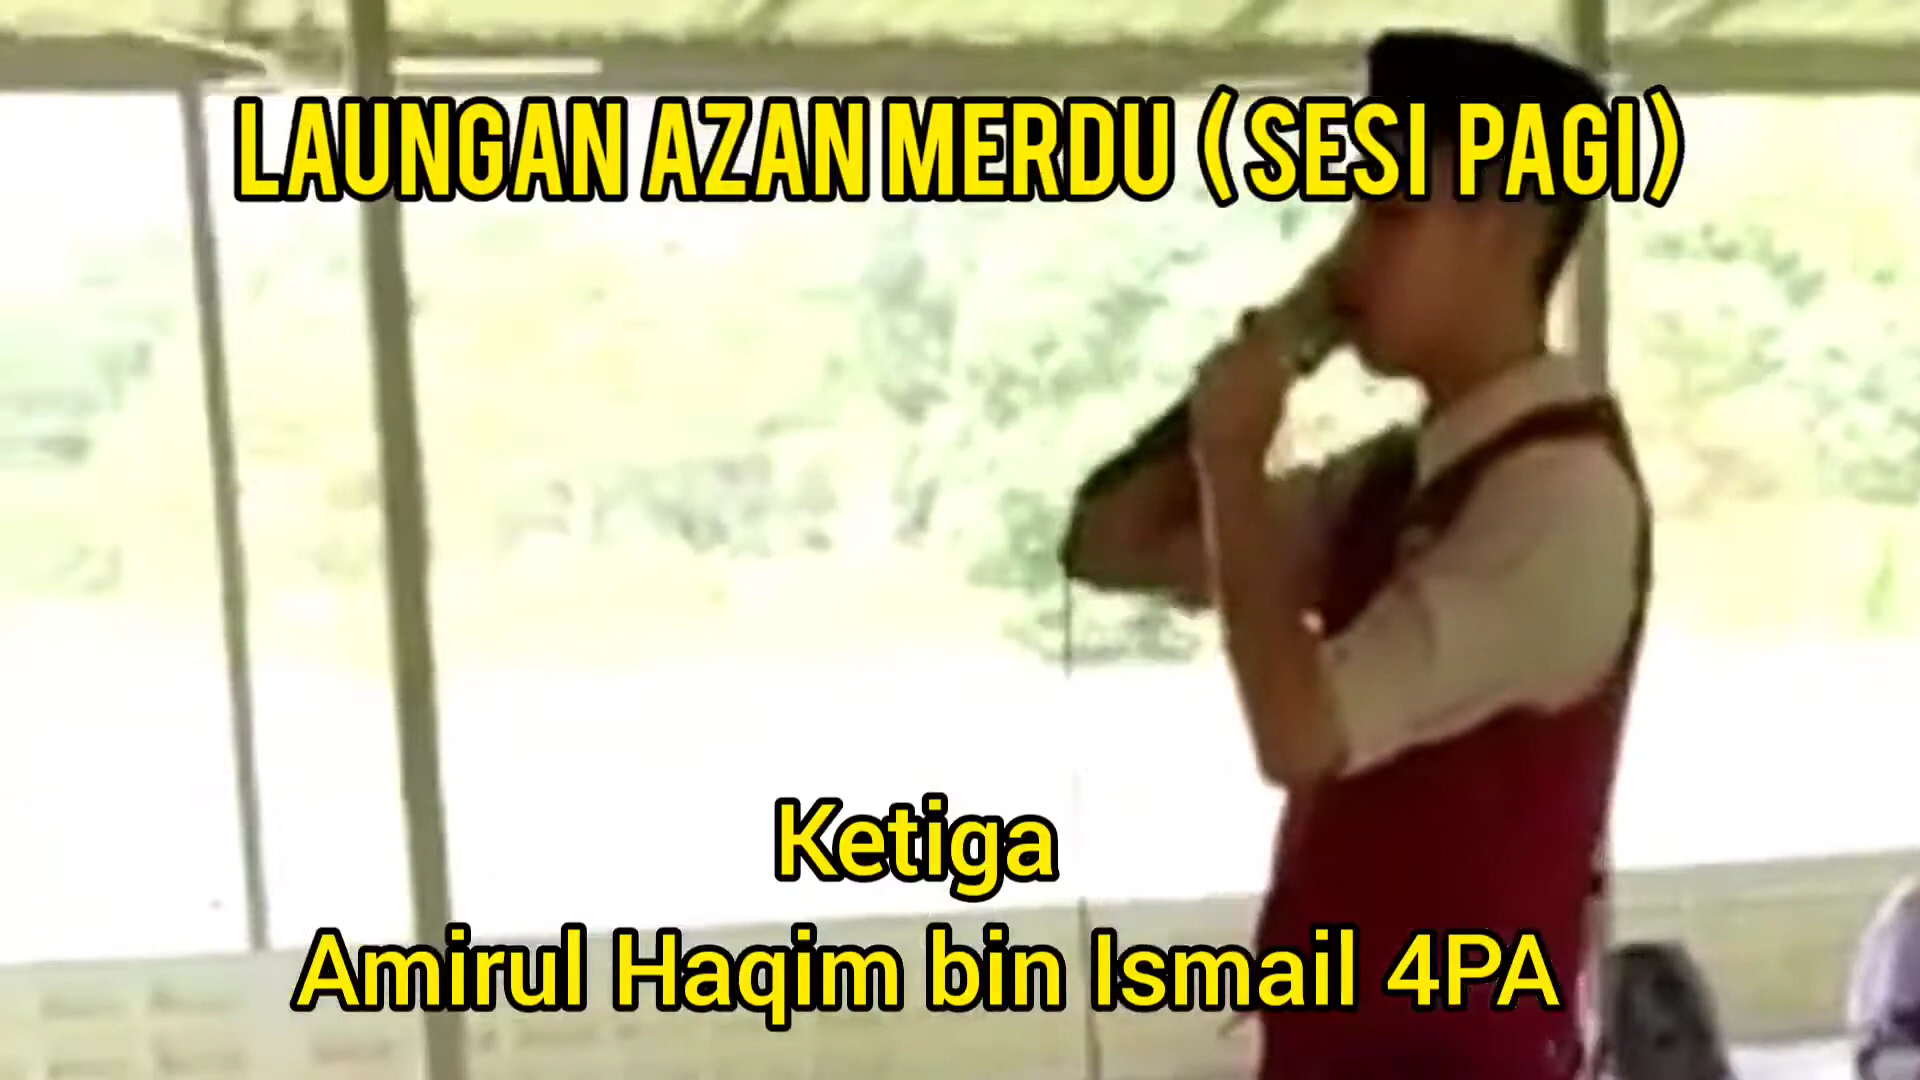 LAUNGAN AZAN MERDU (SESI PAGI)
Ketiga
Amirul Haqim bin Ismail 4PA